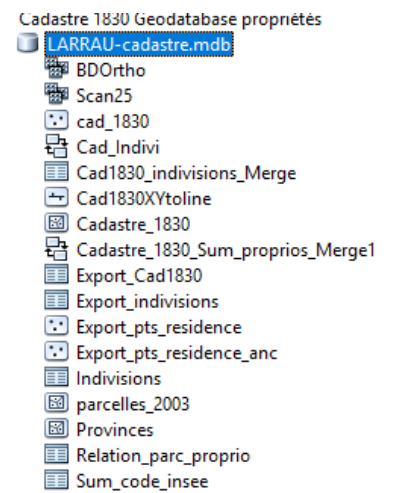 Cadastre 1830 Geodatabase propriétés
LARRAU-cadastre.mdb
BDOrtho
Scan25
cad_1830
Cad_Indivi
Cad1830_indivisions_Merge
Cad1830XYtoline
Cadastre_1830
Cadastre_1830_Sum_proprios_Merge1
Export_Cad1830
Export_indivisions
Export_pts_residence
Export_pts_residence_anc
Indivisions
parcelles_2003
Provinces
Relation_parc_proprio
Sum_code_insee